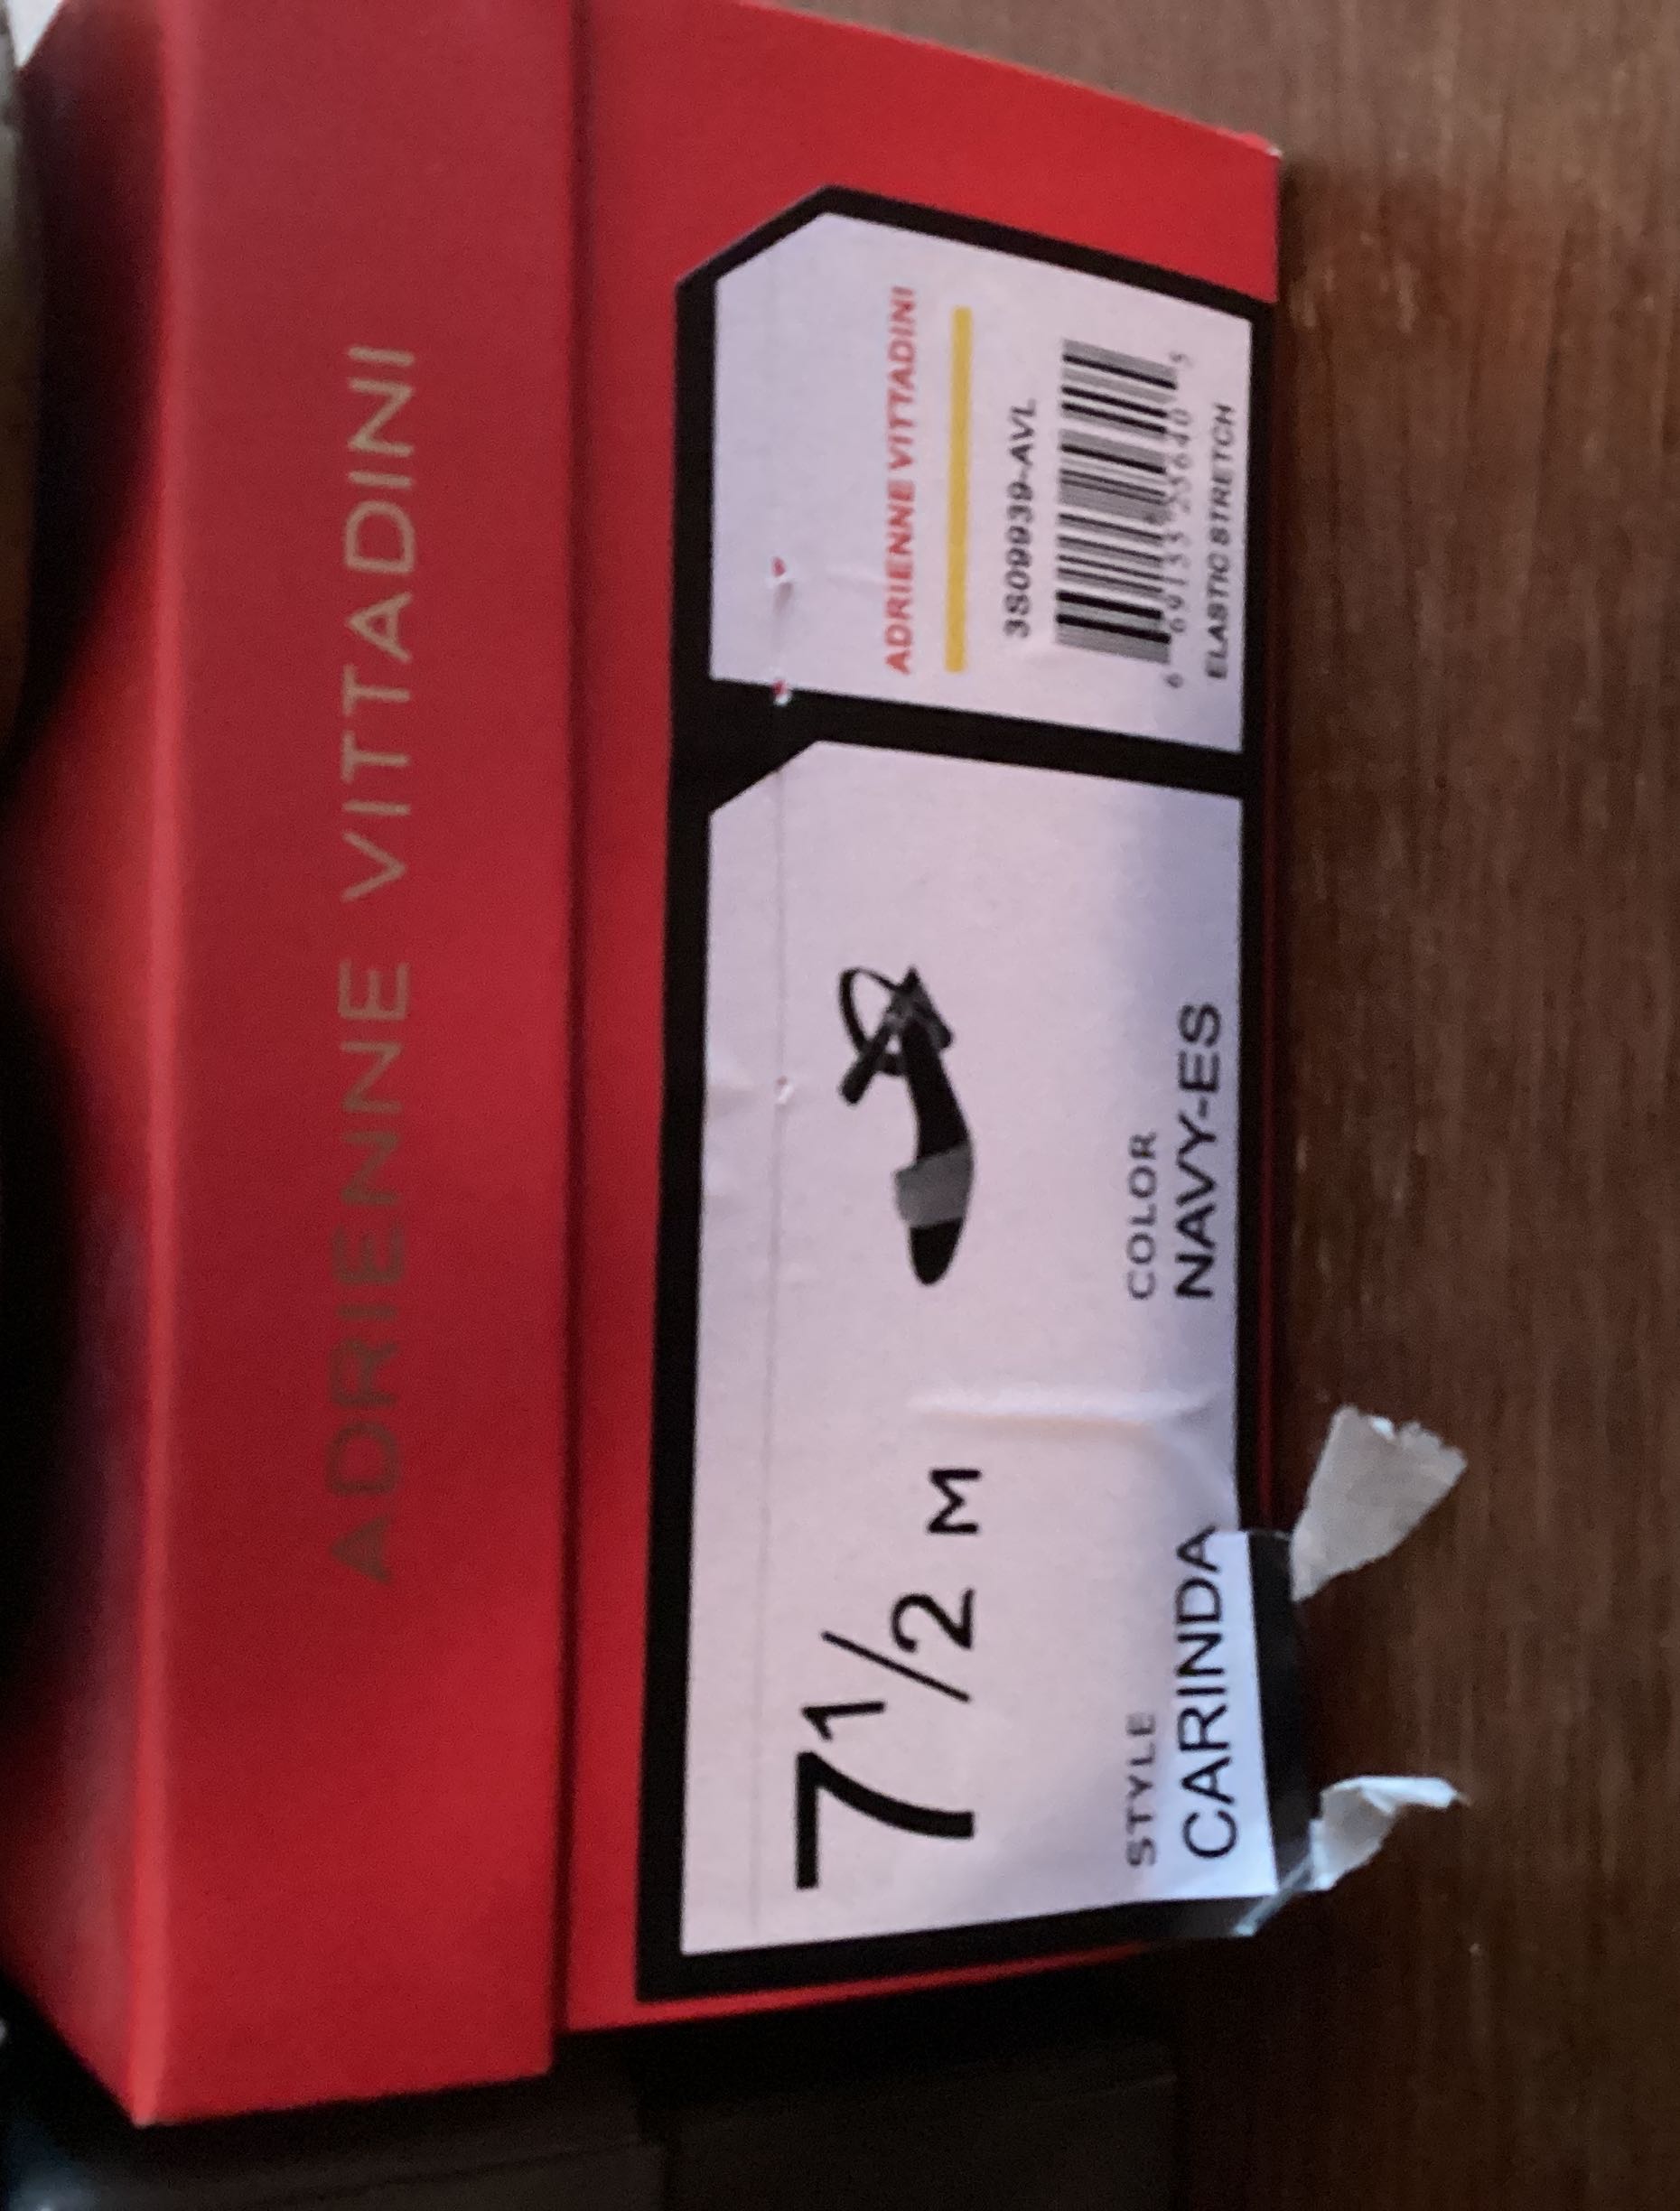 ADRIENNE VITTADINI
7 1/2 M
STYLE
CARINDA
COLOR
NAVY-ES
ADRIENNE VITTADINI
3S09939-AVL
ELASTIC STRETCH